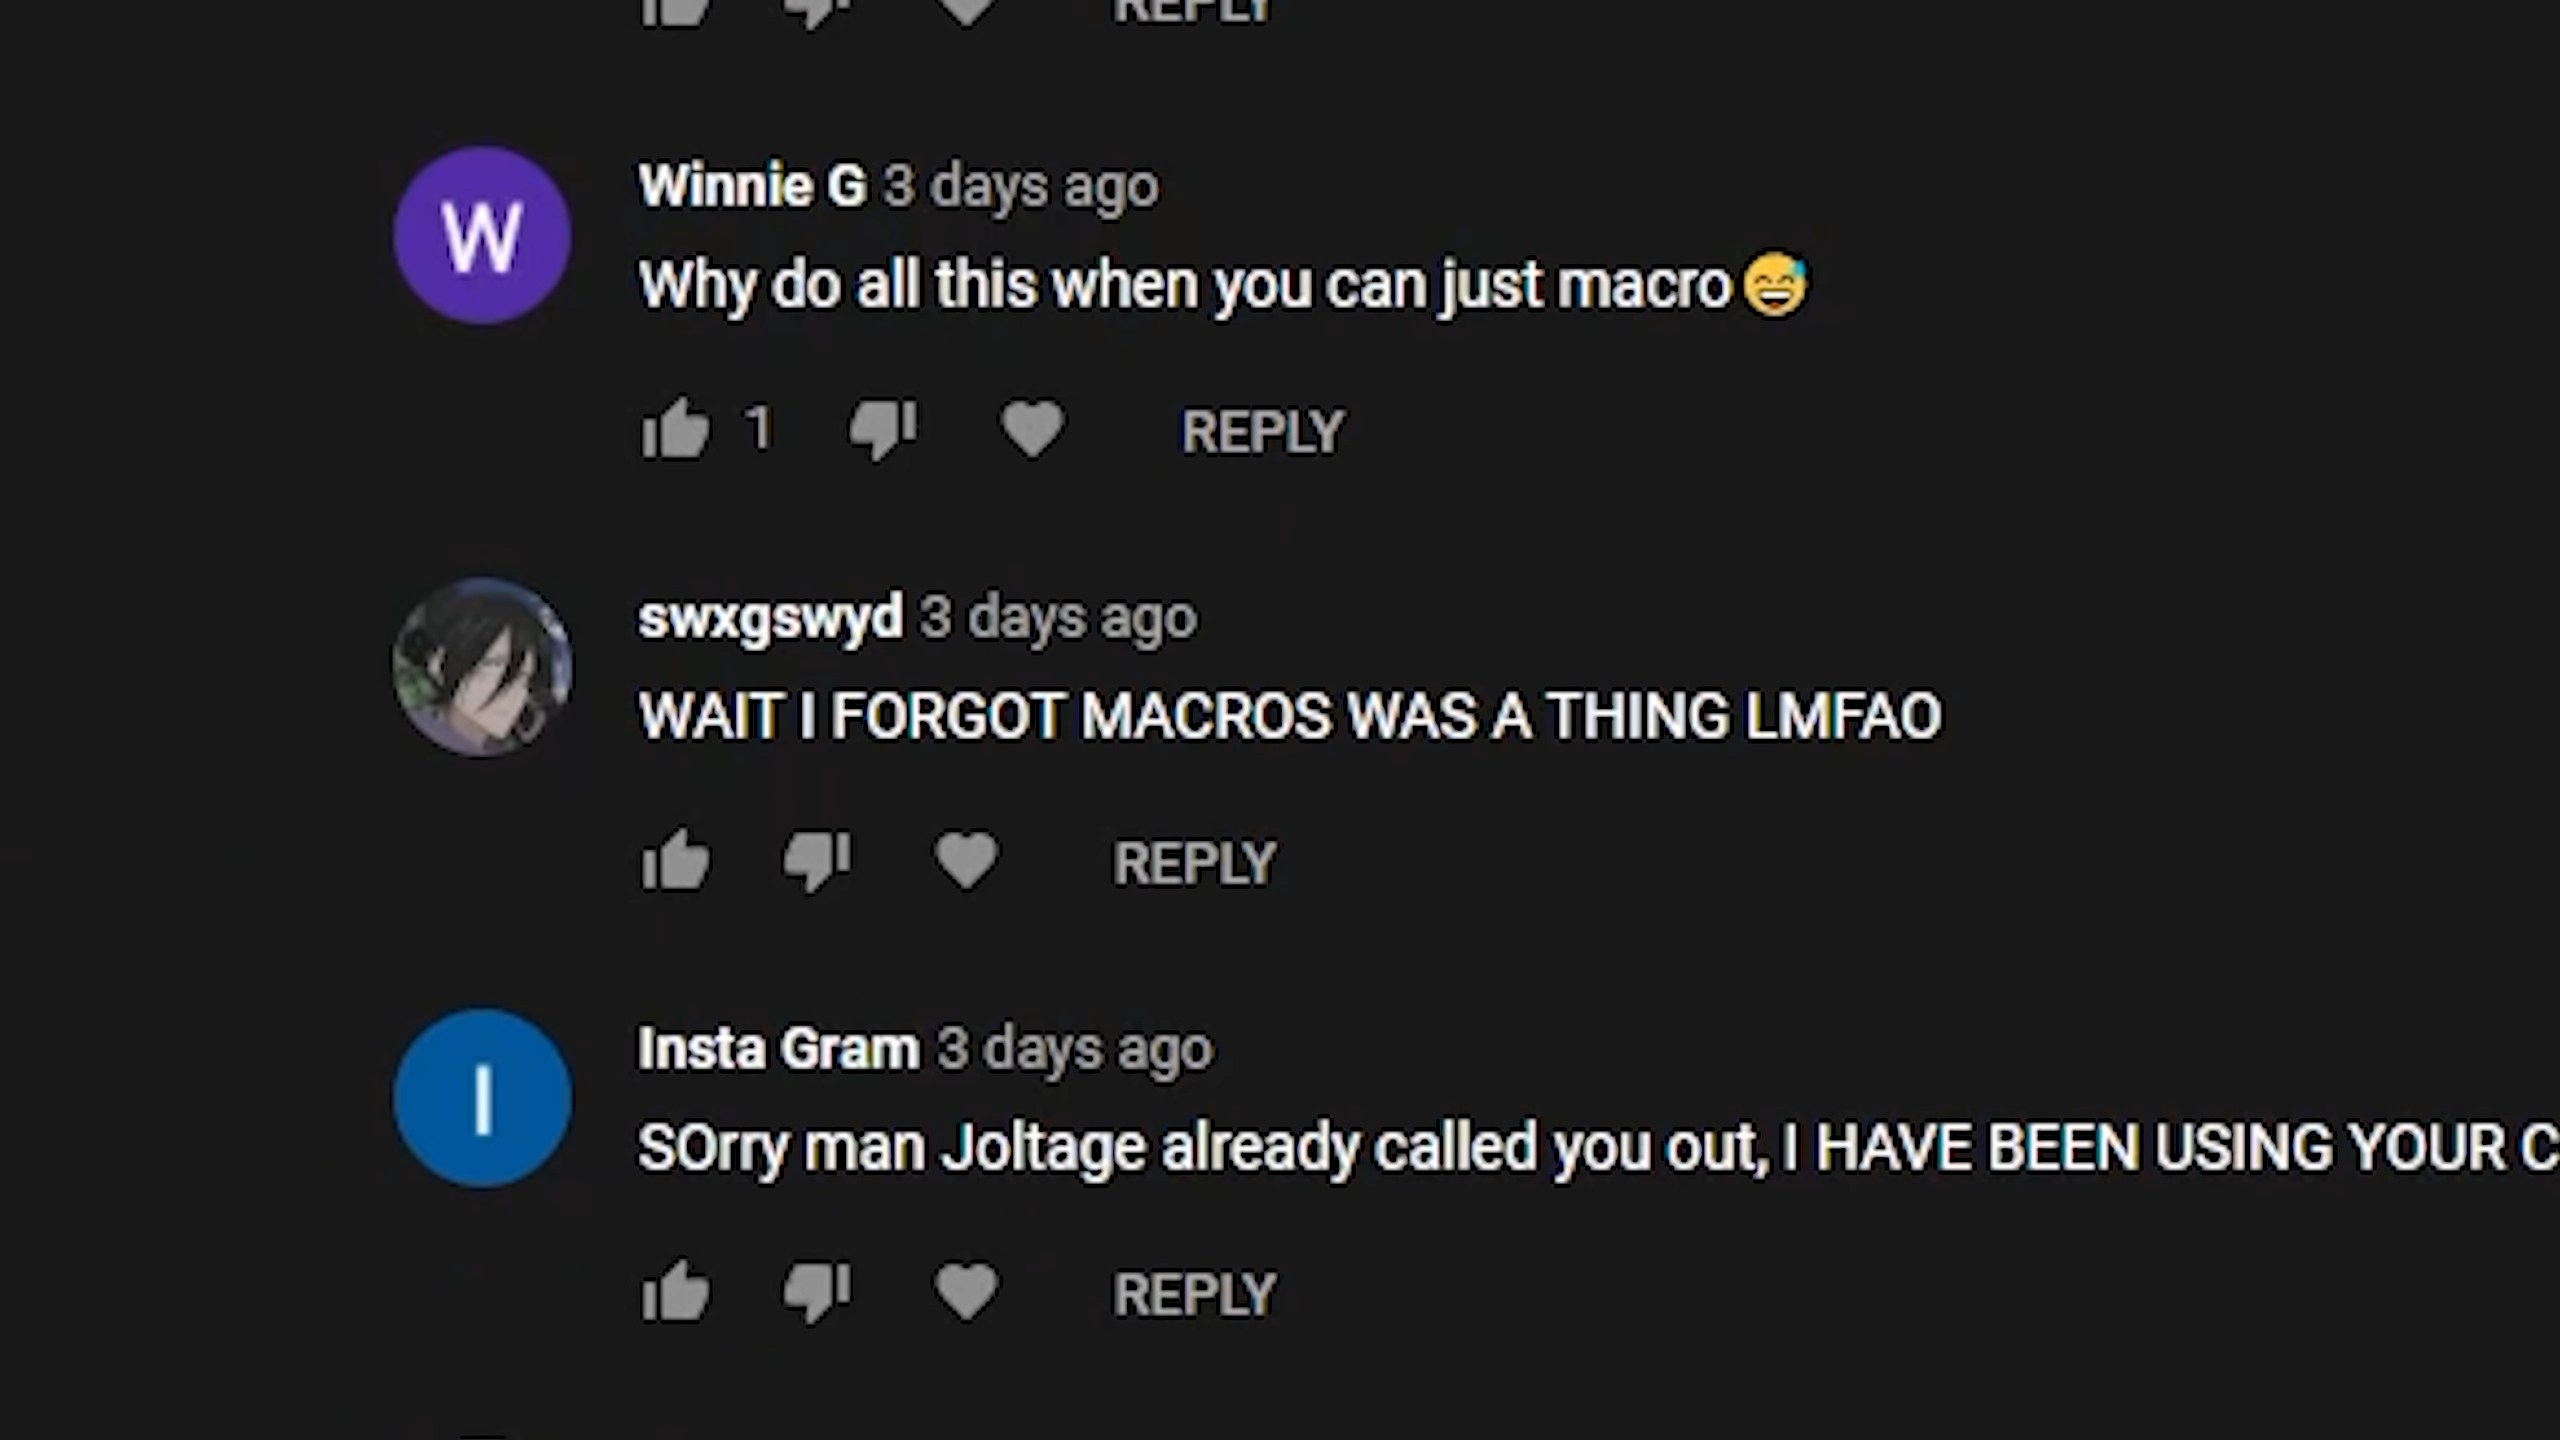 REPLY
W
Winnie G 3 days ago
Why do all this when you can just macro😅
1 REPLY
swxgswyd 3 days ago
WAIT I FORGOT MACROS WAS A THING LMFAO
REPLY
I
Insta Gram 3 days ago
SOrry man Joltage already called you out, I HAVE BEEN USING YOUR C
REPLY